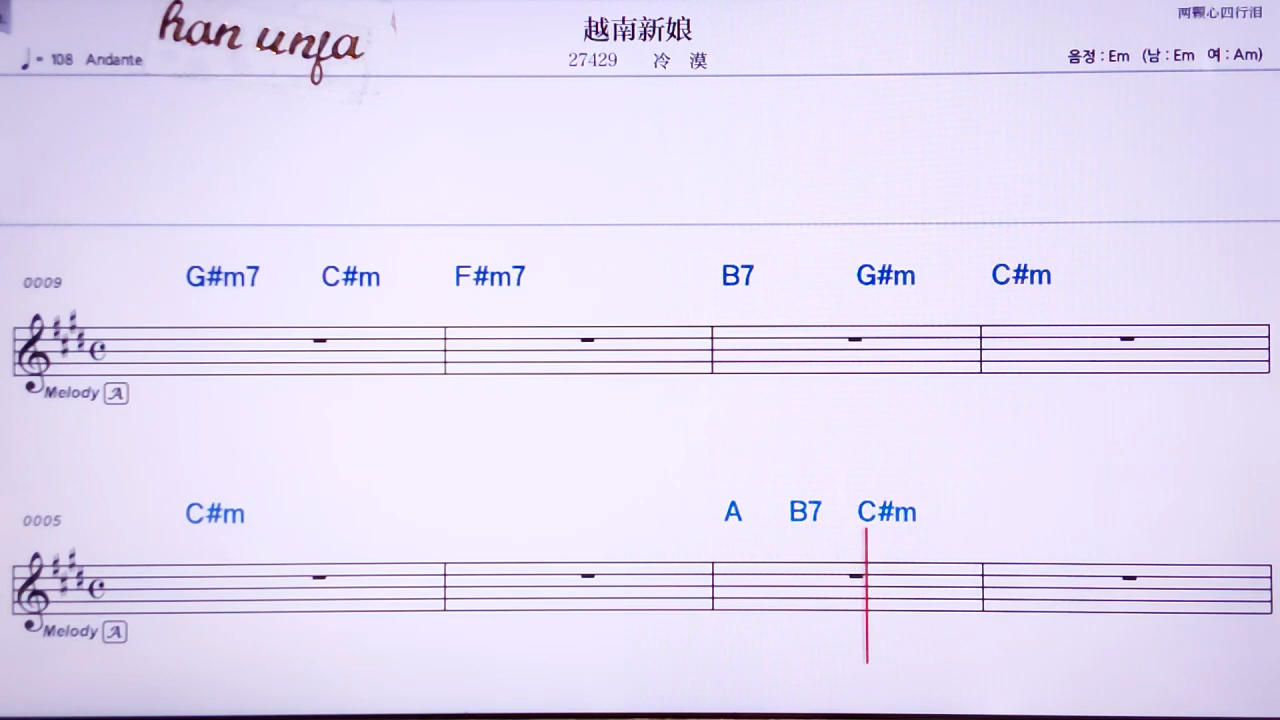 han unja
越南新娘
两颗心四行泪
♩= 108 Andante
27429 冷 漠
음정 : Em (남 : Em 여 : Am)
0009 G#m7 C#m F#m7 B7 G#m C#m
Melody A
0005 C#m A B7 C#m
Melody A